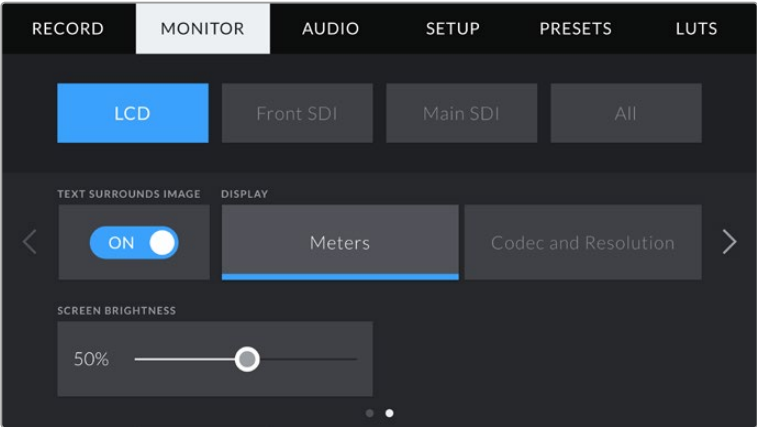 RECORD MONITOR AUDIO SETUP PRESETS LUTS
LCD Front SDI Main SDI All
TEXT SURROUNDS IMAGE DISPLAY
ON Meters Codec and Resolution
SCREEN BRIGHTNESS
50%